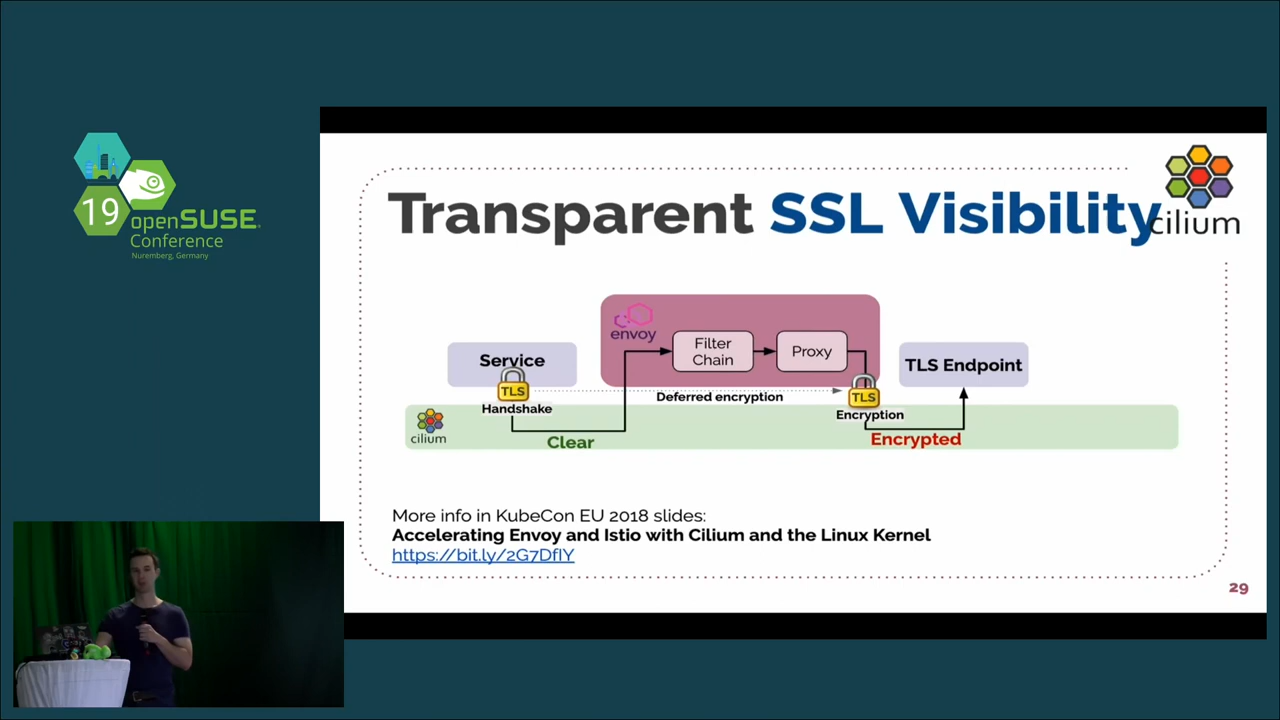 19
openSUSE
Conference
Nuremberg, Germany
Transparent SSL Visibility
cilium
envoy
Filter
Chain
Proxy
Service
TLS
Handshake
Deferred encryption
TLS
Encryption
TLS Endpoint
cilium
Clear
Encrypted
More info in KubeCon EU 2018 slides:
Accelerating Envoy and Istio with Cilium and the Linux Kernel
https://bit.ly/2G7DfIY
29